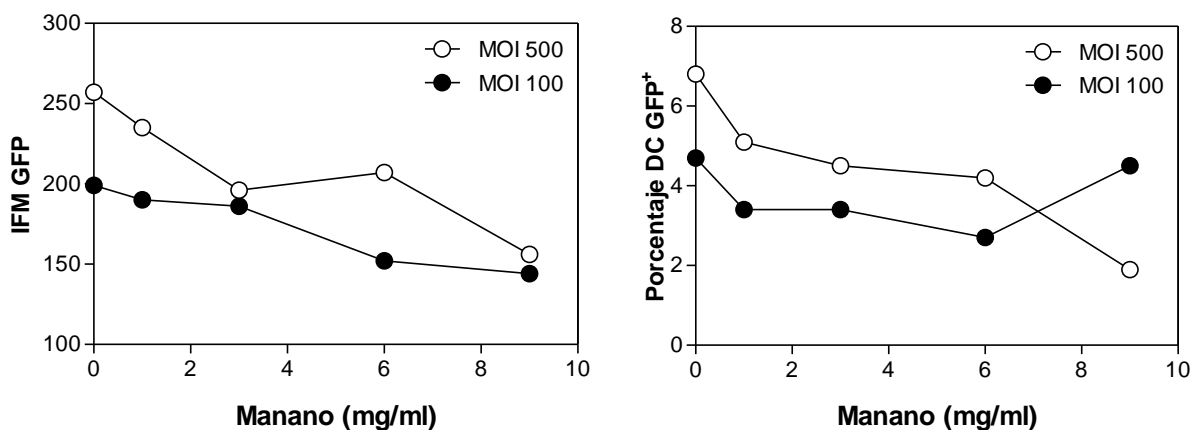 IFM GFP
300
250
200
150
100
MOI 500
MOI 100
0 2 4 6 8 10
Manano (mg/ml)
Porcentaje DC GFP+
8
6
4
2
0
MOI 500
MOI 100
0 2 4 6 8 10
Manano (mg/ml)